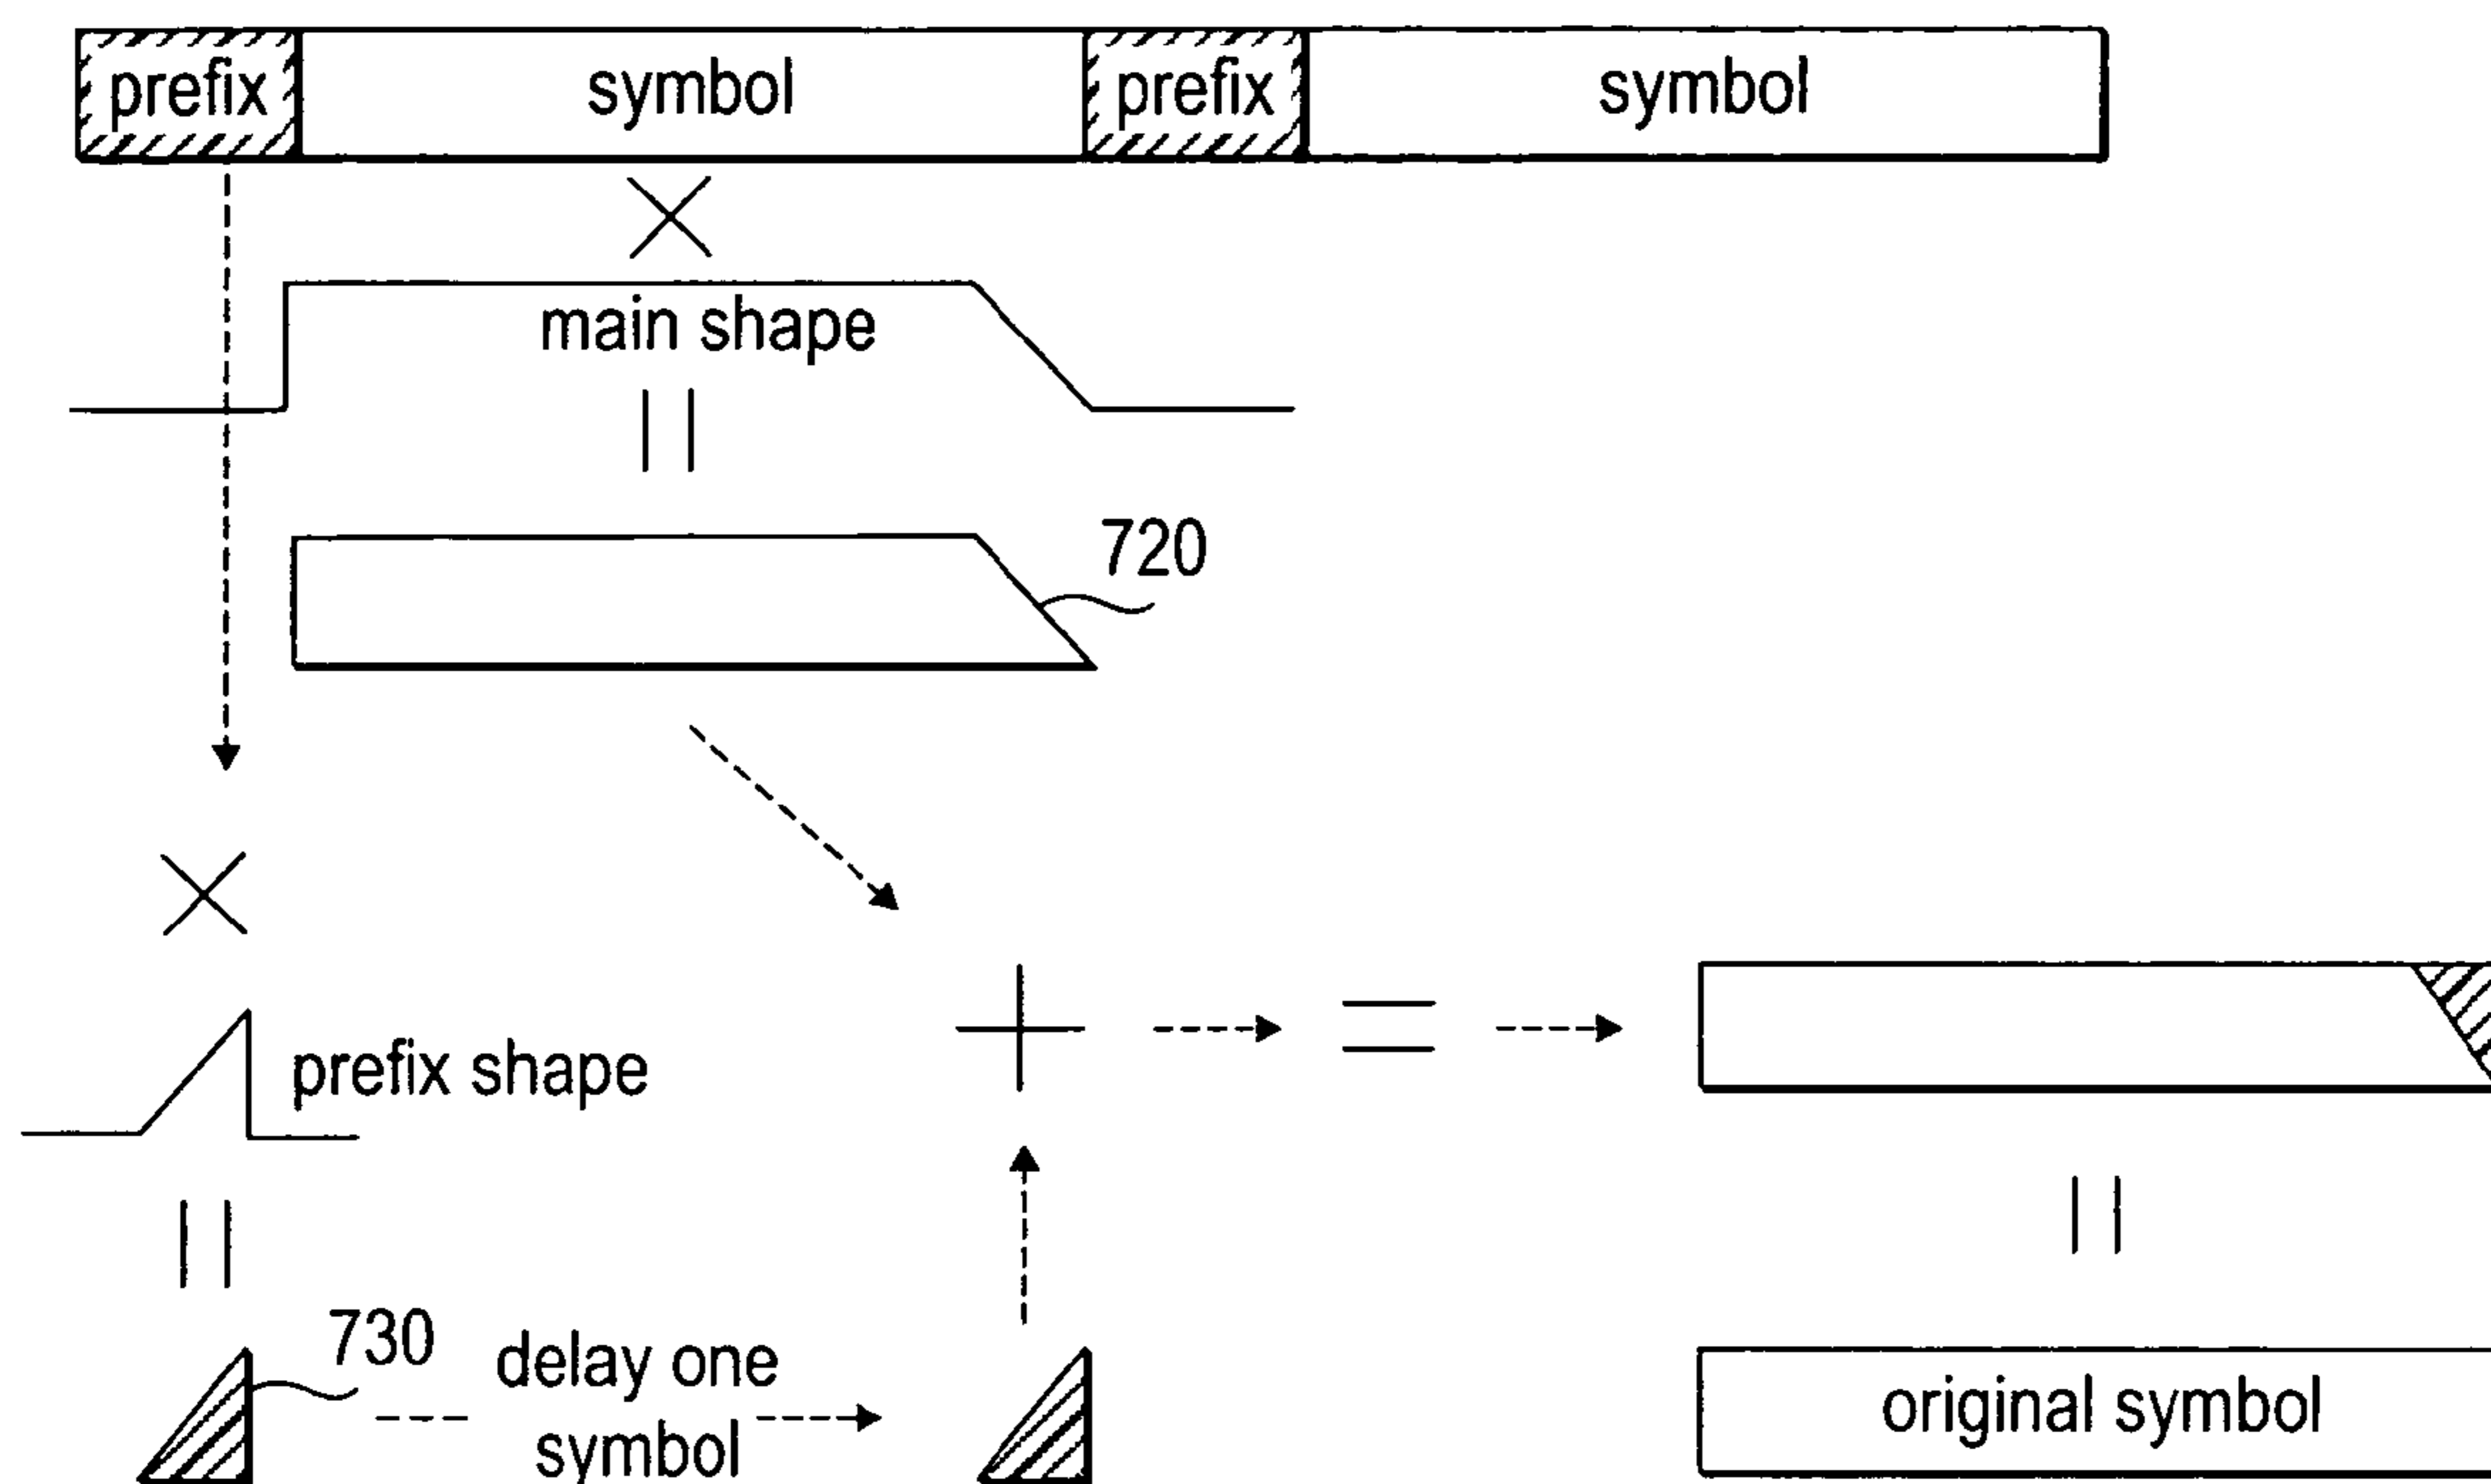 prefix symbol prefix symbol
main shape
720
prefix shape
730
delay one
symbol
original symbol